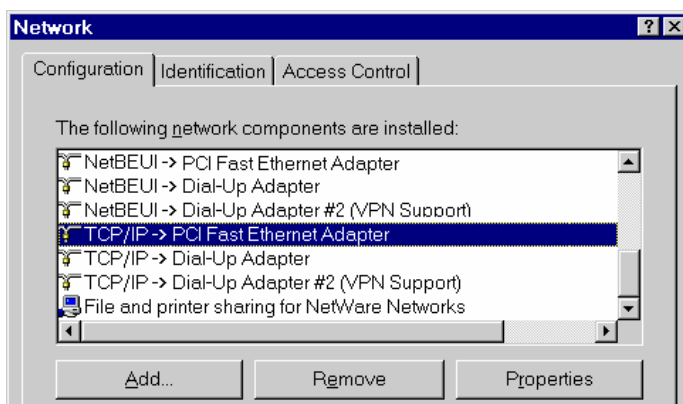 Network
Configuration Identification Access Control
The following network components are installed:
NetBEUI -> PCI Fast Ethernet Adapter
NetBEUI -> Dial-Up Adapter
NetBEUI -> Dial-Up Adapter #2 (VPN Support)
TCP/IP -> PCI Fast Ethernet Adapter
TCP/IP -> Dial-Up Adapter
TCP/IP -> Dial-Up Adapter #2 (VPN Support)
File and printer sharing for NetWare Networks
Add... Remove Properties